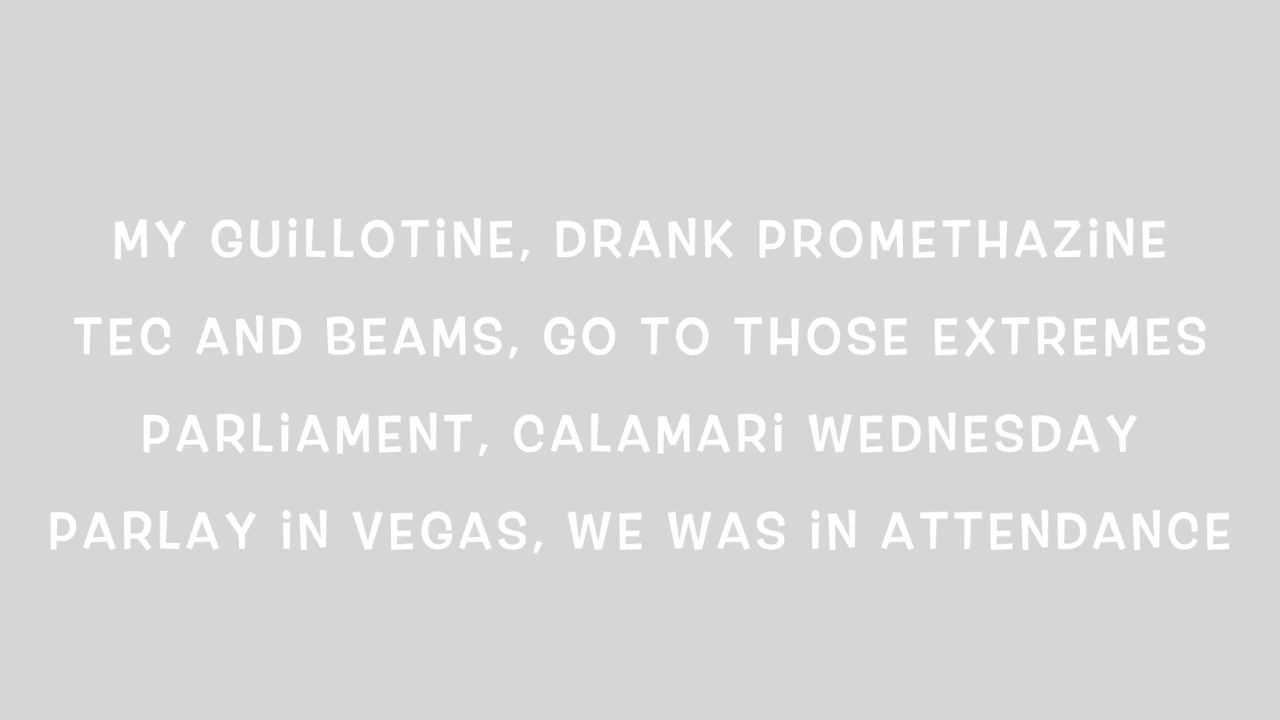 MY GUiLLOTiNE, DRANK PROMETHAZiNE
TEC AND BEAMS, GO TO THOSE EXTREMES
PARLiAMENT, CALAMARi WEDNESDAY
PARLAY iN VEGAS, WE WAS iN ATTENDANCE